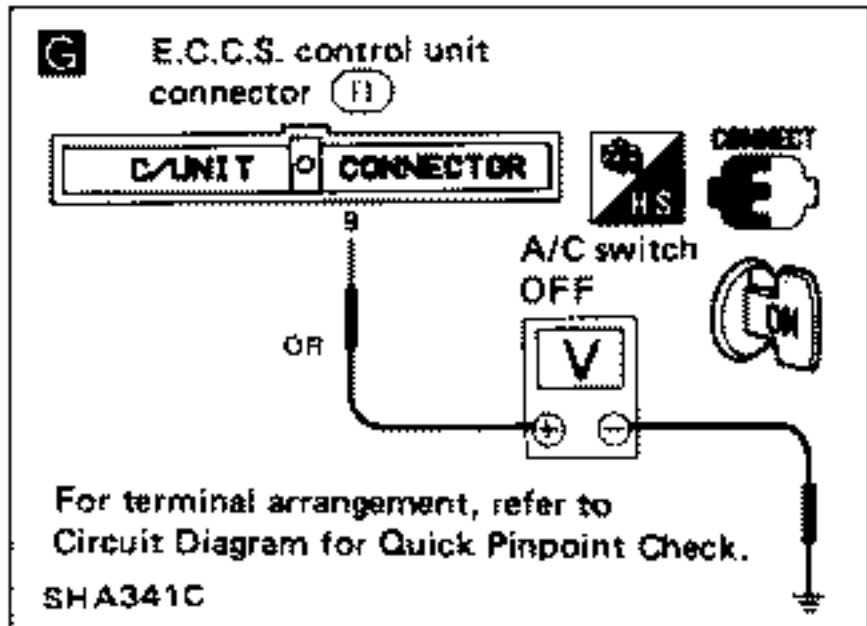 G
E.C.C.S. control unit
connector
C/UNIT CONNECTOR
CONNECT
H.S
9
A/C switch
OFF
ON
OR
V
For terminal arrangement, refer to
Circuit Diagram for Quick Pinpoint Check.
SHA341C